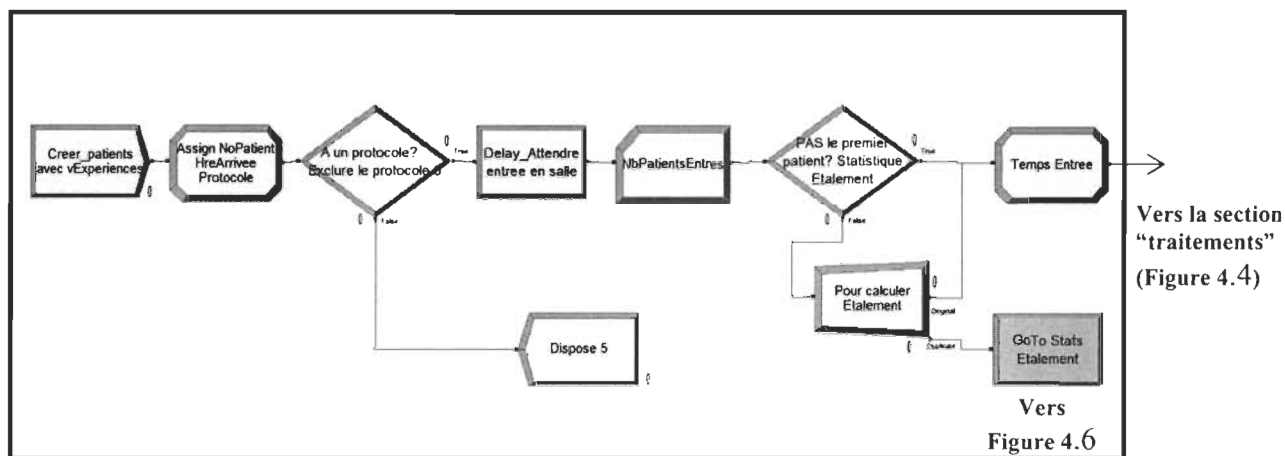 Creer_patients
avec vExperiences
0
Assign NoPatient
HreArrivee
Protocole
A un protocole?
Exclure le protocole 5
0
True
0
False
Delay_Attendre
entree en salle
NbPatientsEntres
PAS le premier
patient? Statistique
Etalement
0
True
0
False
Temps Entree
Vers la section
“traitements”
(Figure 4.4)
Pour calculer
Etalement
0
Original
0
Duplicate
Dispose 5
0
GoTo Stats
Etalement
Vers
Figure 4.6